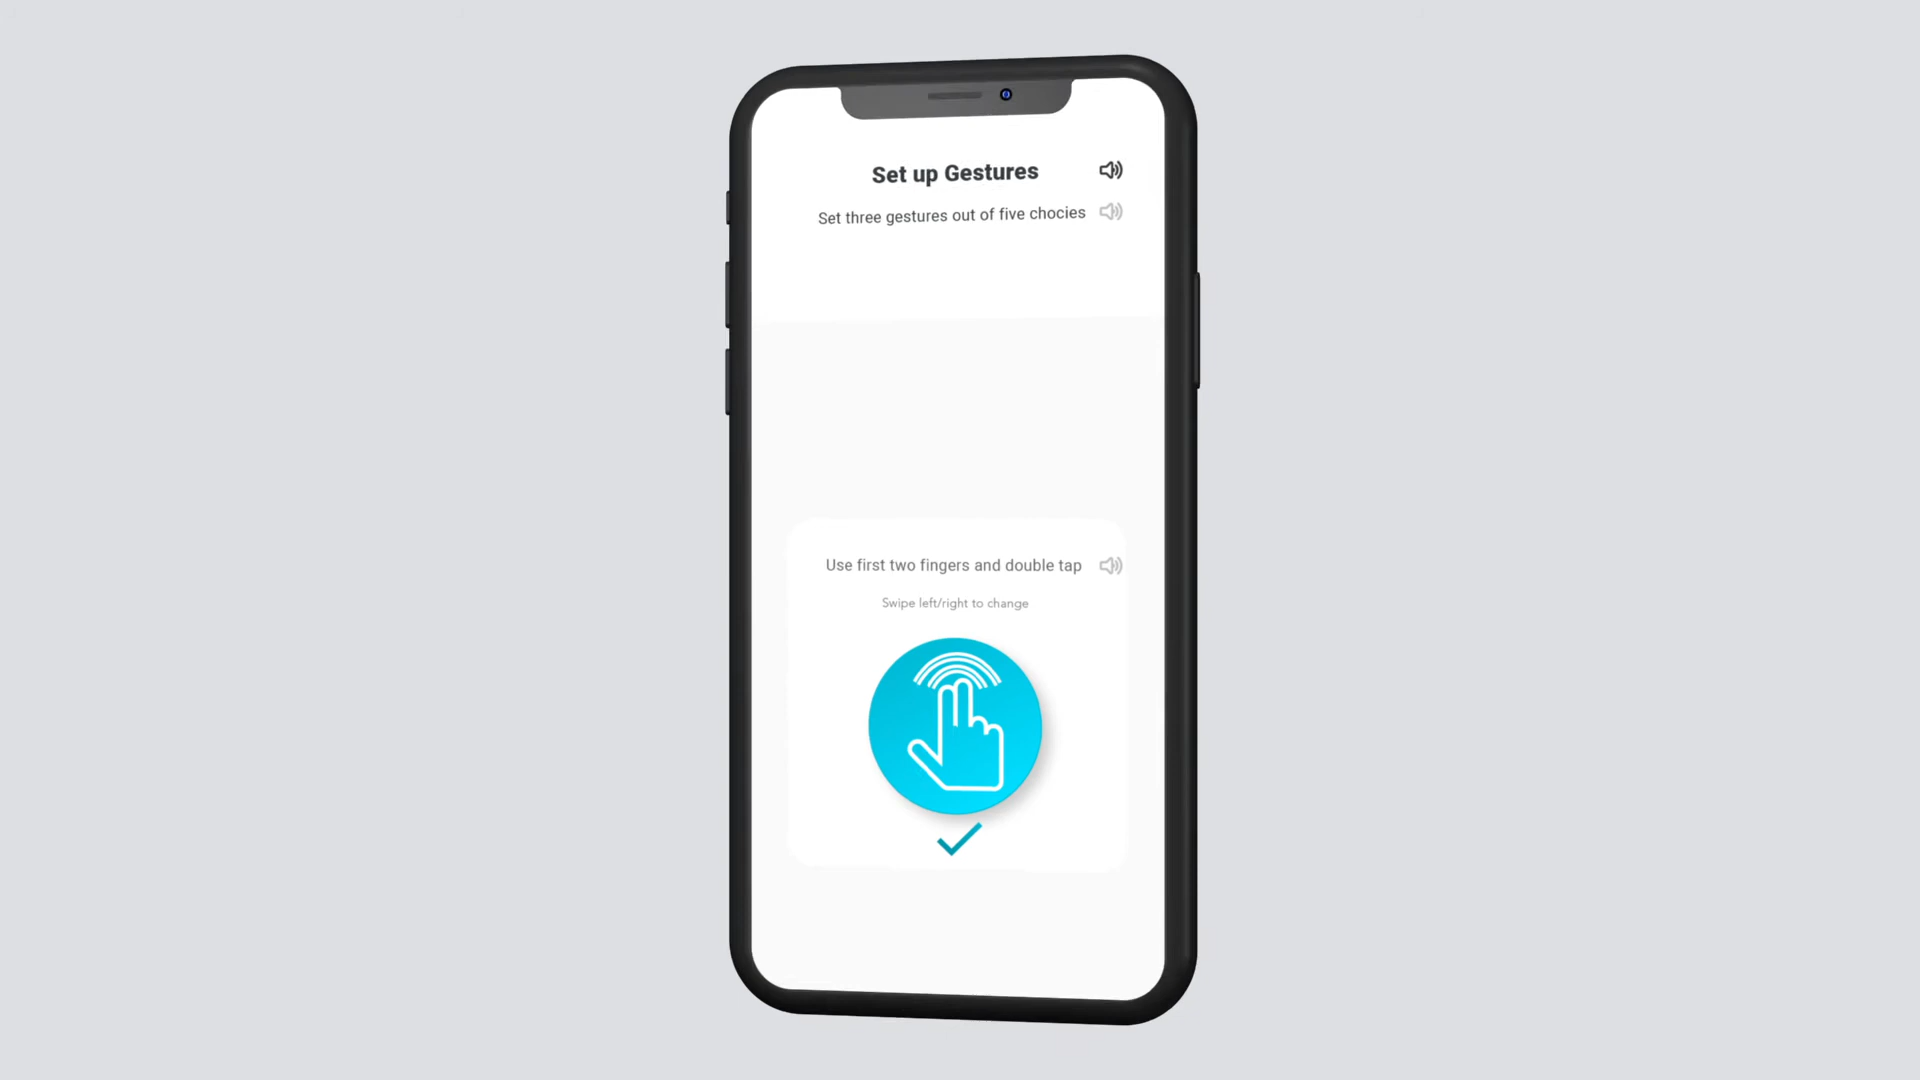 Set up Gestures
Set three gestures out of five chocies
Use first two fingers and double tap
Swipe left/right to change